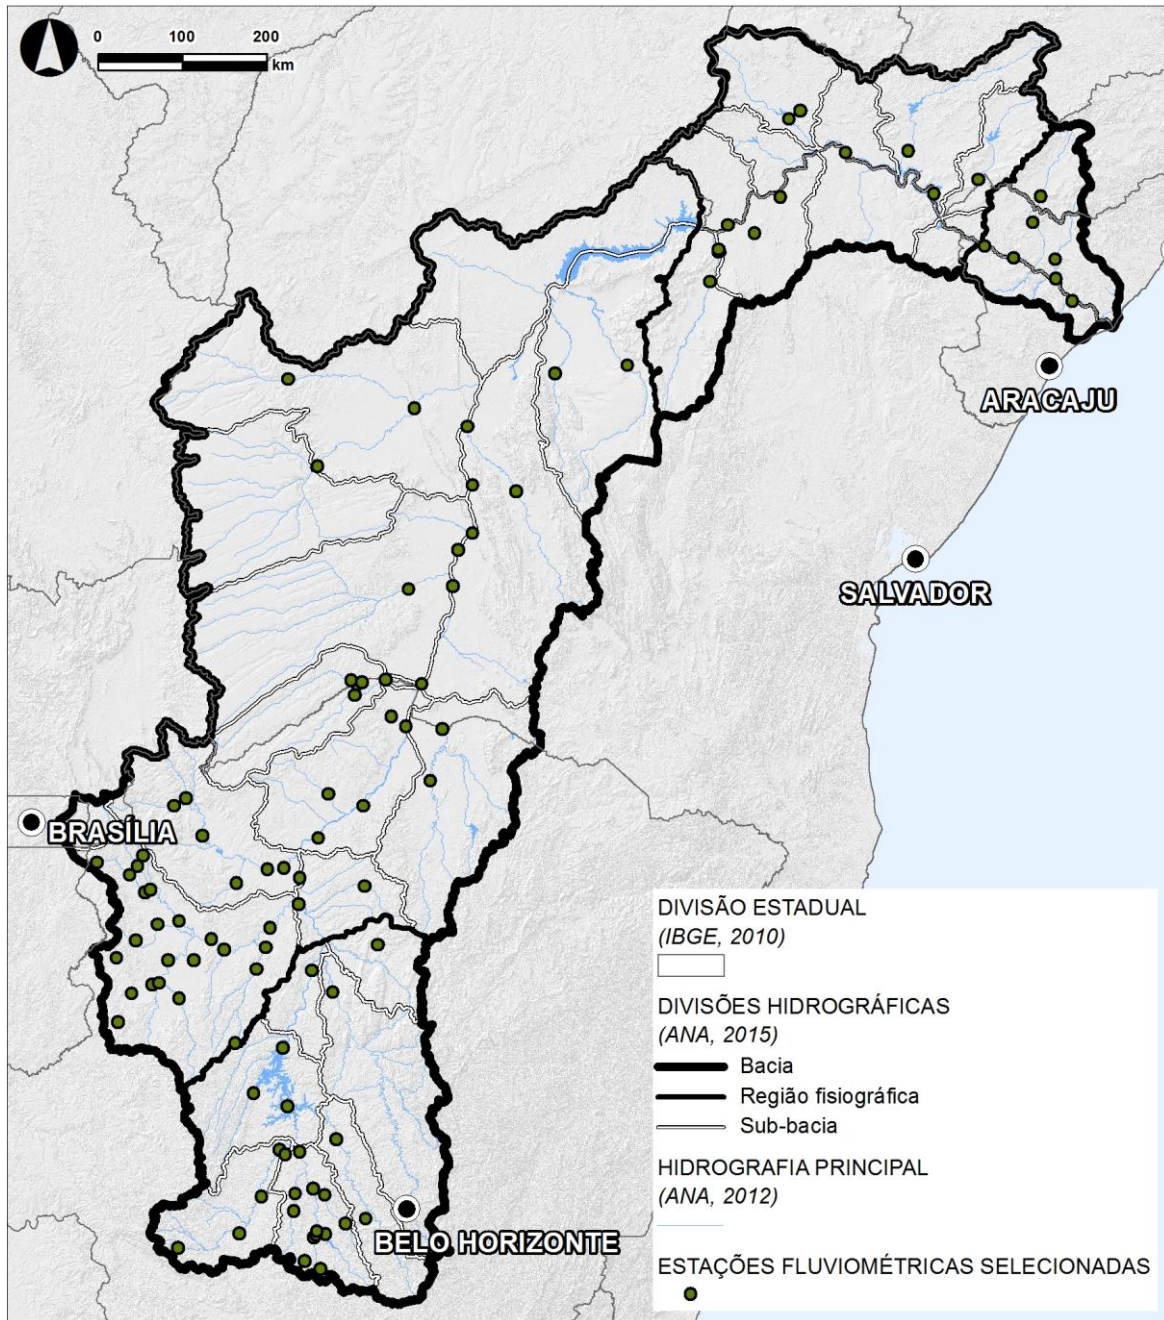 0 100 200
km
ARACAJU
SALVADOR
BRASÍLIA
BELO HORIZONTE
DIVISÃO ESTADUAL
(IBGE, 2010)
DIVISÕES HIDROGRÁFICAS
(ANA, 2015)
Bacia
Região fisiográfica
Sub-bacia
HIDROGRAFIA PRINCIPAL
(ANA, 2012)
ESTAÇÕES FLUVIOMÉTRICAS SELECIONADAS